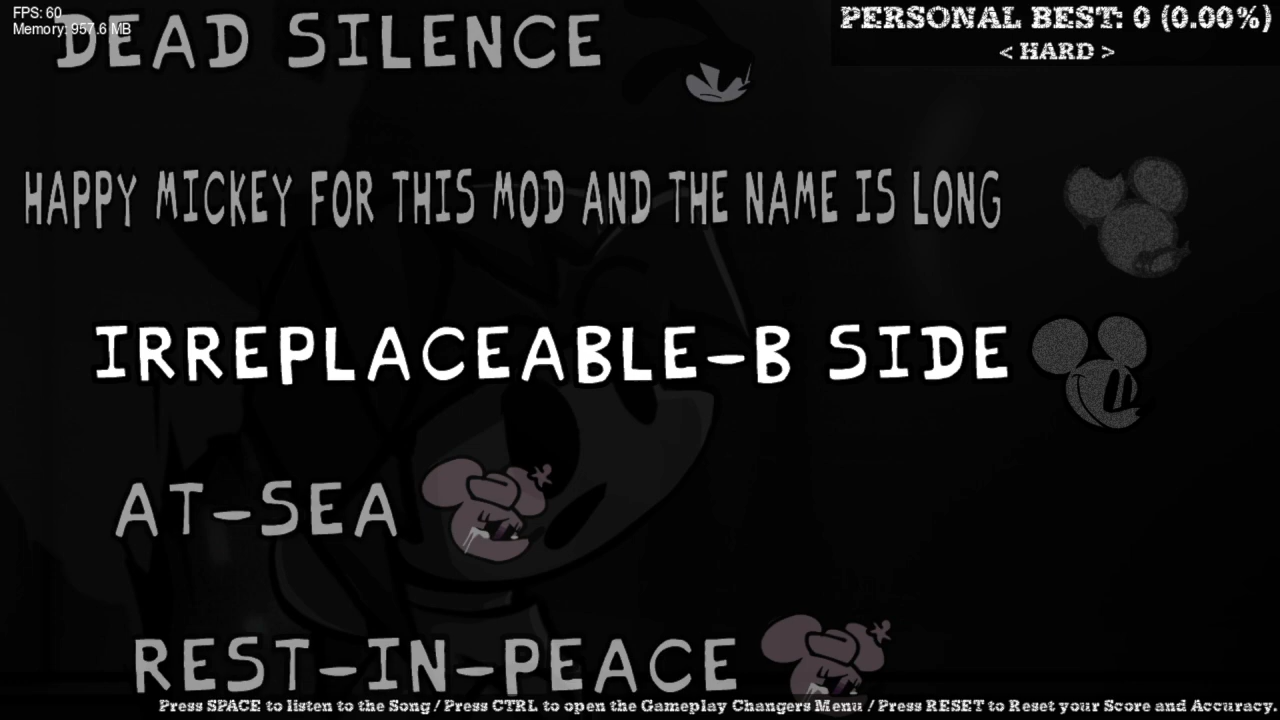 FPS: 60
Memory: 957.6 MB
PERSONAL BEST: 0 (0.00%)
< HARD >
DEAD SILENCE
HAPPY MICKEY FOR THIS MOD AND THE NAME IS LONG
IRREPLACEABLE-B SIDE
AT-SEA
REST-IN-PEACE
Press SPACE to listen to the Song / Press CTRL to open the Gameplay Changers Menu / Press RESET to Reset your Score and Accuracy.